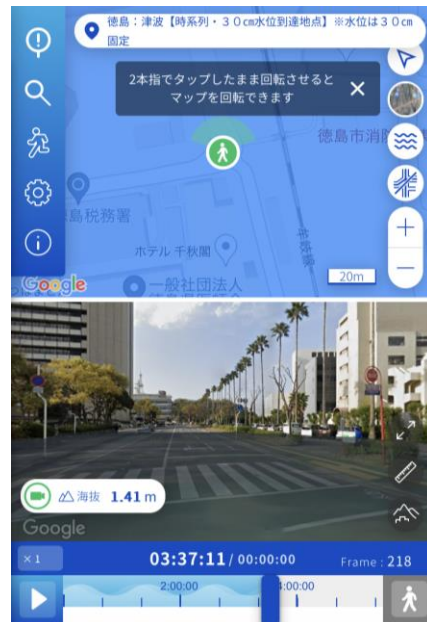 徳島：津波【時系列・３０㎝水位到達地点】※水位は３０㎝
固定
2本指でタップしたまま回転させると
マップを回転できます
徳島市消防
島税務署
牟岐線
ホテル 千秋閣
20m
一般社団法人
Google
海抜 1.41 m
Google
×1
03:37:11/ 00:00:00
Frame : 218
2:00:00
4:00:00